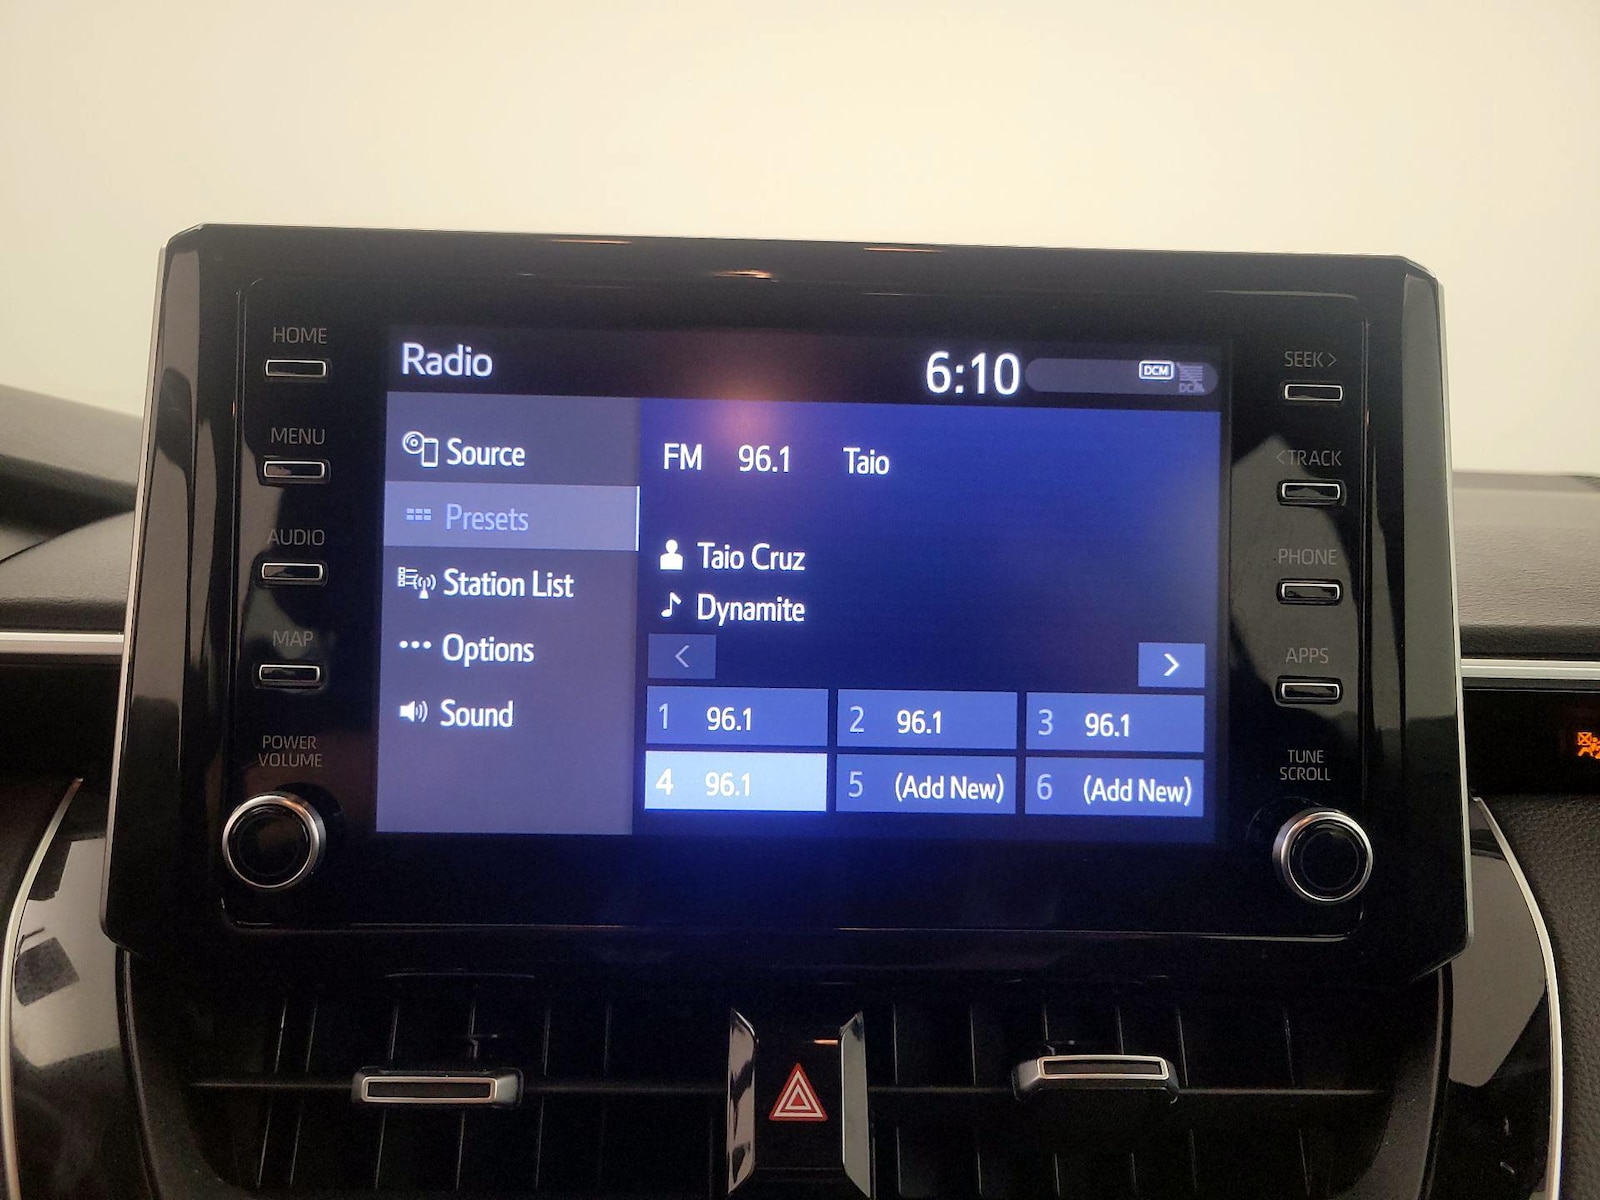 HOME
MENU
AUDIO
MAP
POWER
VOLUME
Radio
6:10
DCM
DCM
Source
Presets
Station List
••• Options
Sound
FM 96.1 Taio
Taio Cruz
Dynamite
< >
1 96.1 2 96.1 3 96.1
4 96.1 5 (Add New) 6 (Add New)
SEEK >
< TRACK
PHONE
APPS
TUNE
SCROLL